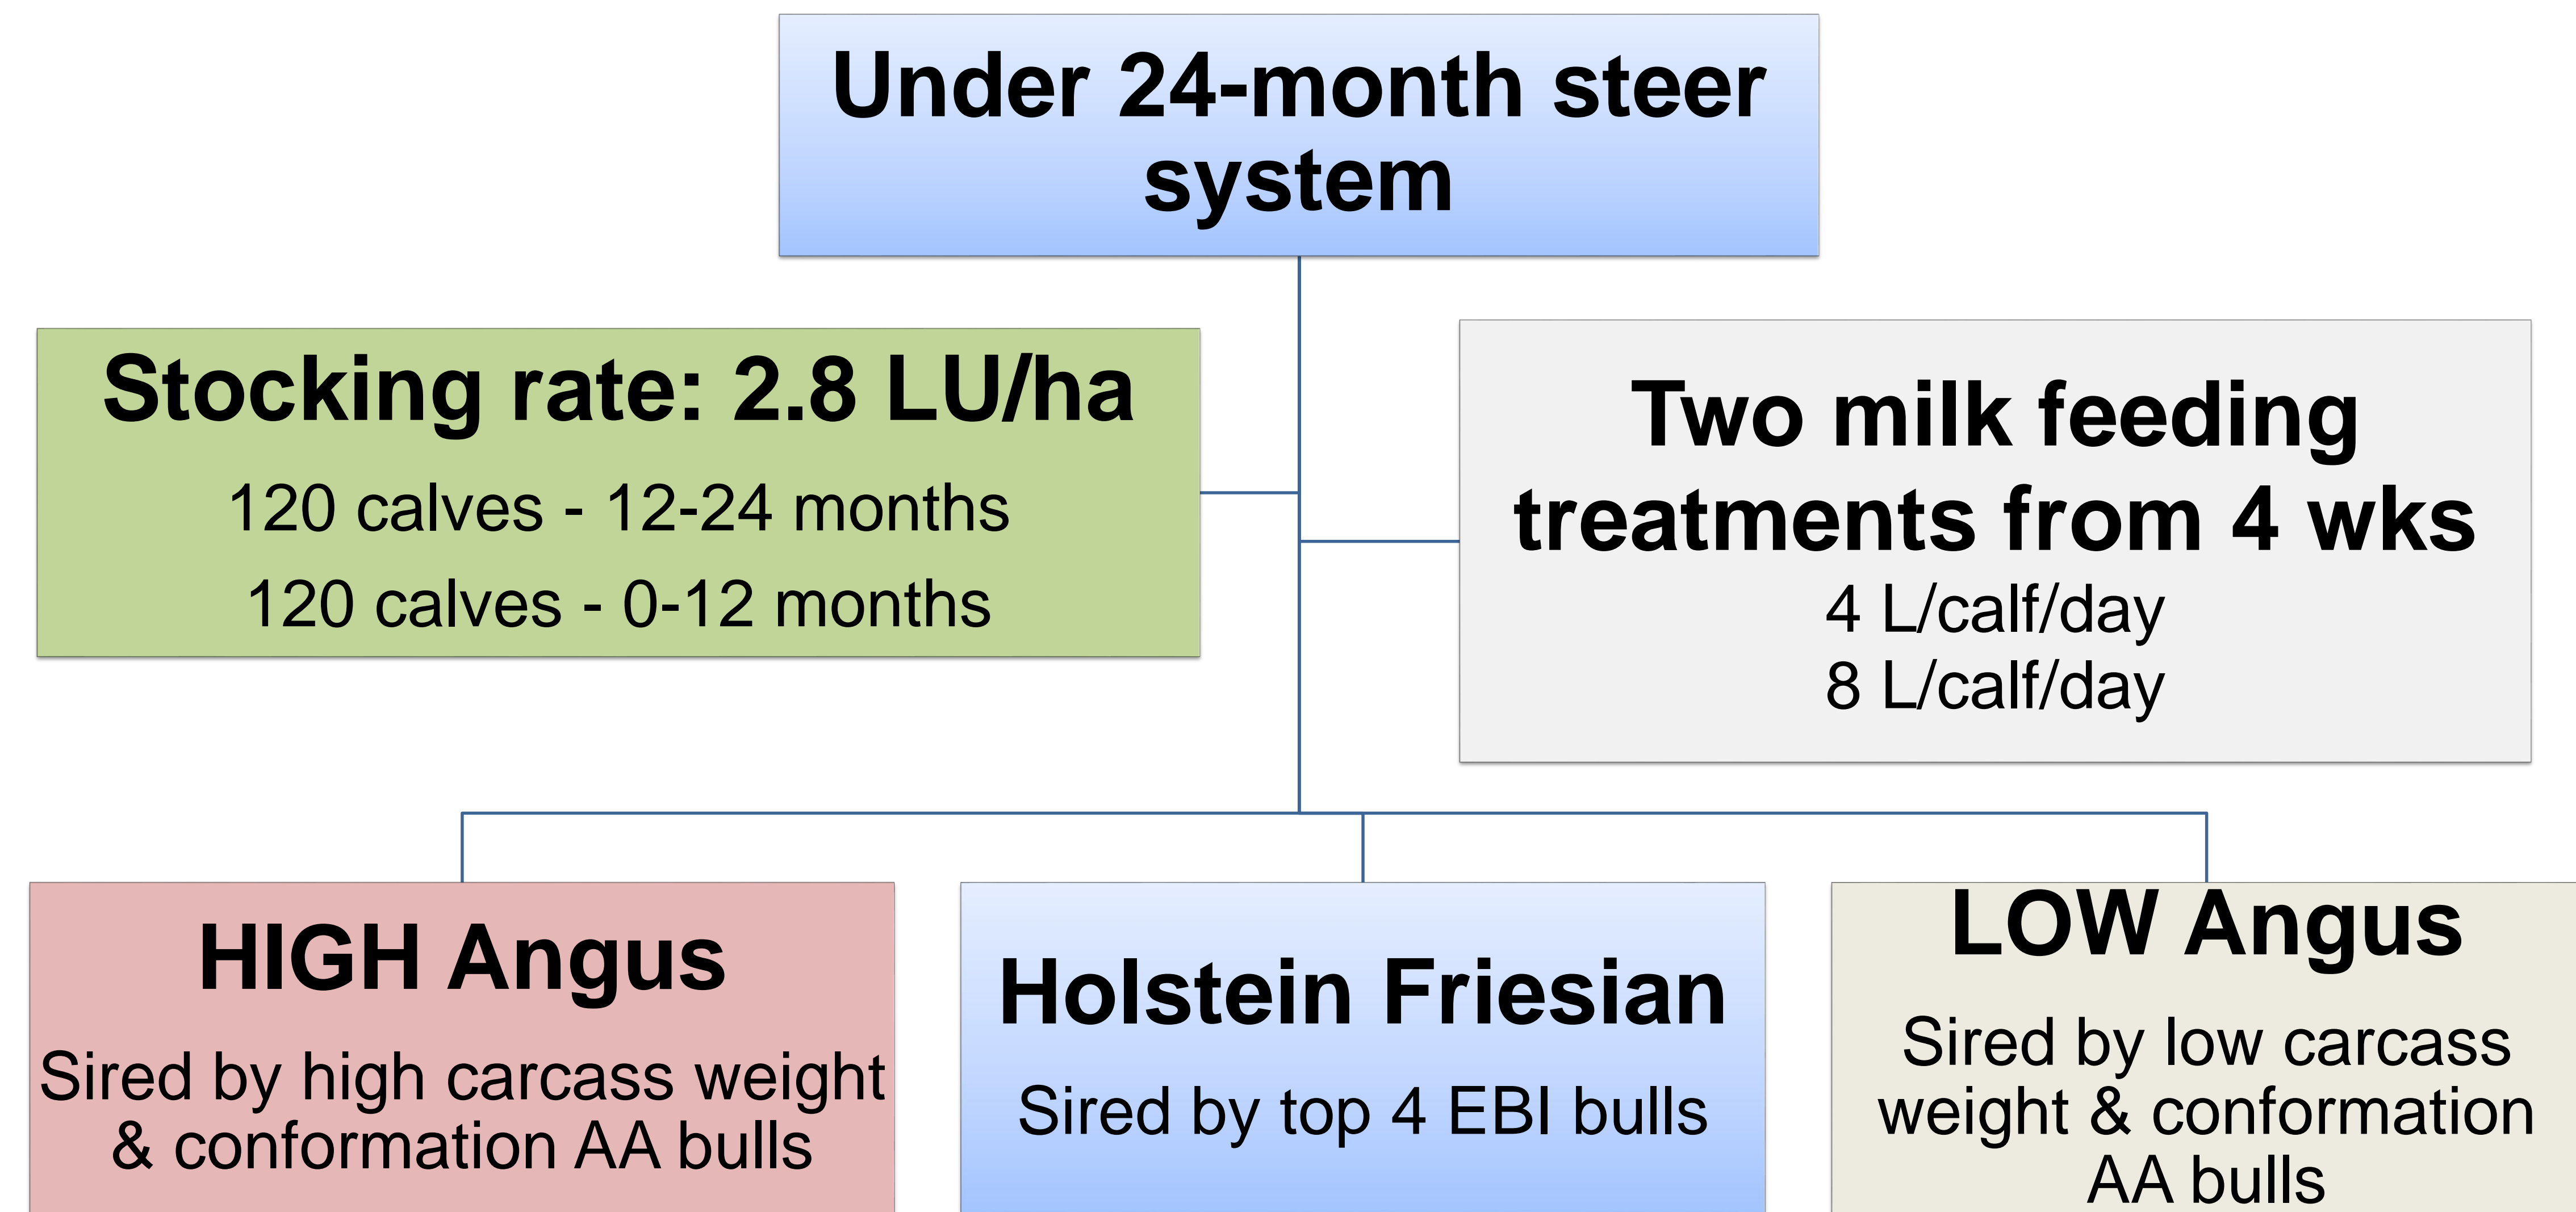 Under 24-month steer
system
Stocking rate: 2.8 LU/ha
120 calves - 12-24 months
120 calves - 0-12 months
Two milk feeding
treatments from 4 wks
4 L/calf/day
8 L/calf/day
HIGH Angus
Sired by high carcass weight
& conformation AA bulls
Holstein Friesian
Sired by top 4 EBI bulls
LOW Angus
Sired by low carcass
weight & conformation
AA bulls